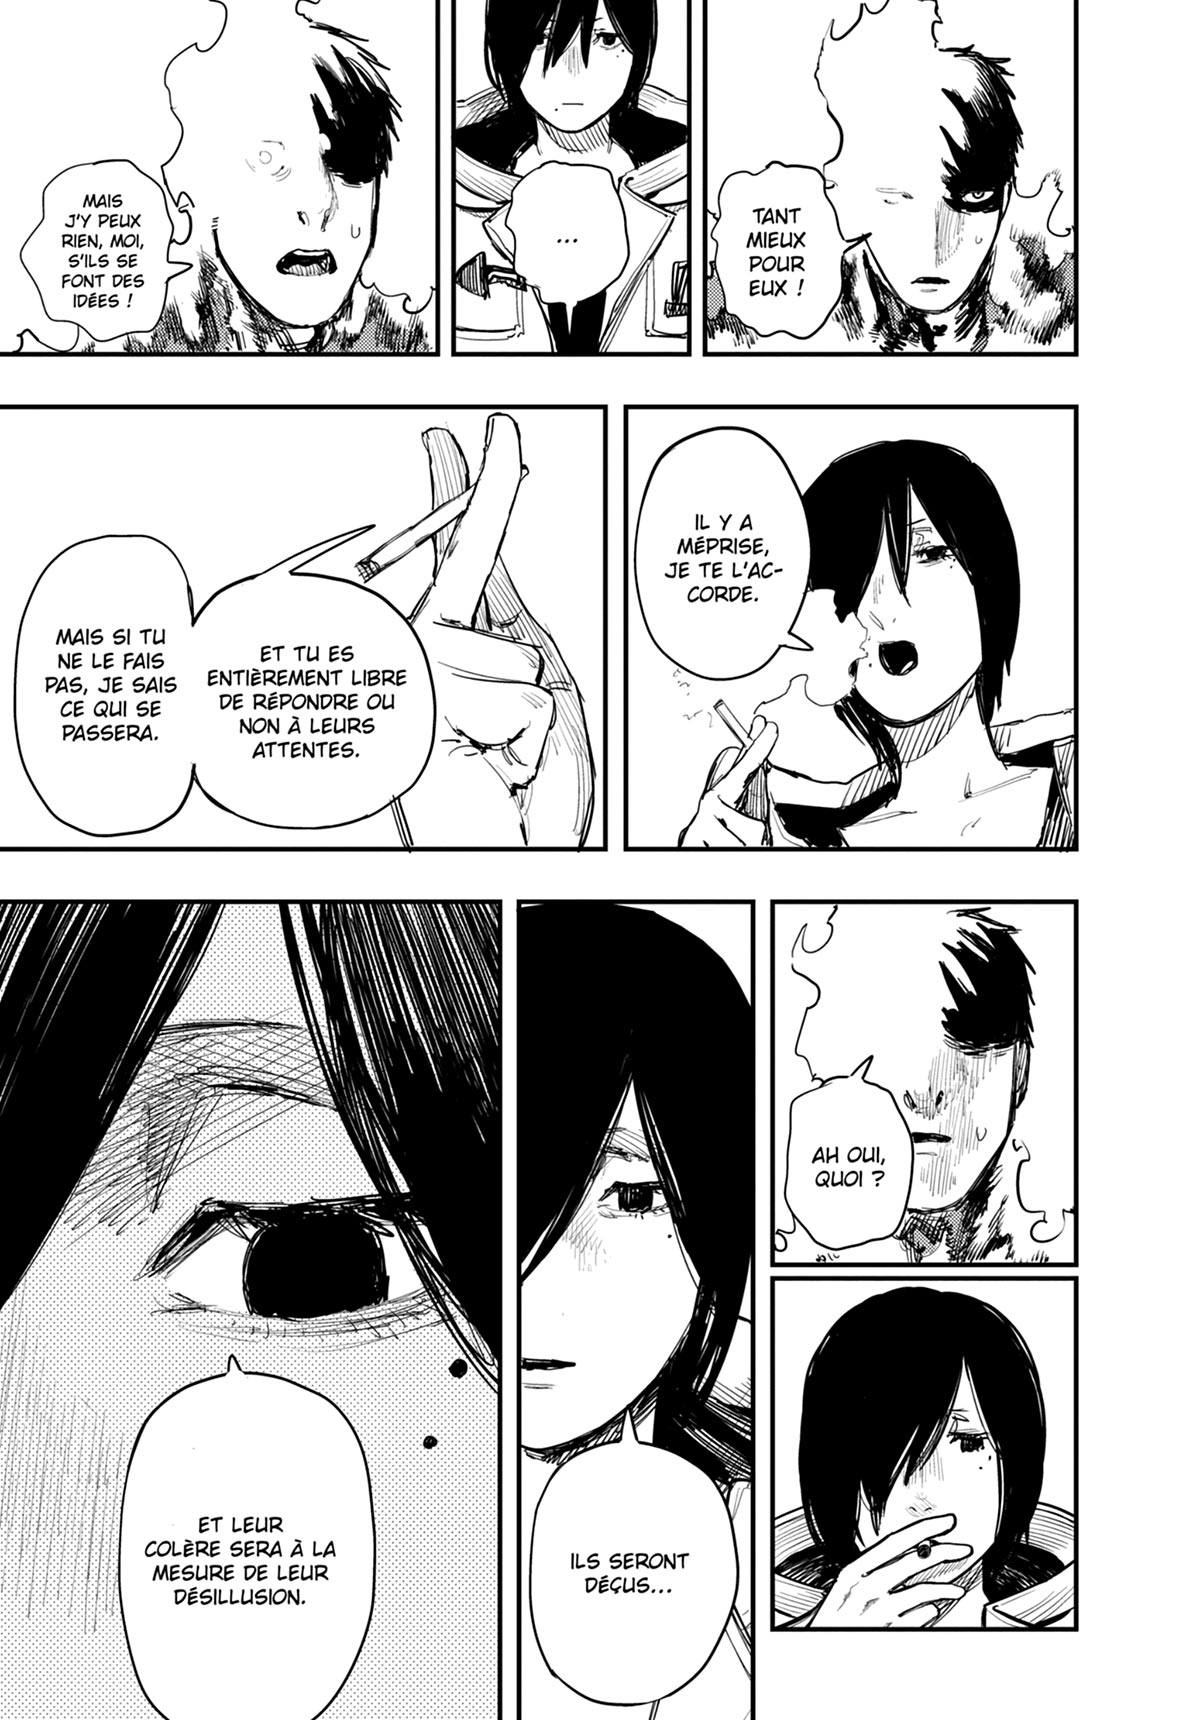 TANT
MIEUX
POUR
EUX !
...
MAIS
J'Y PEUX
RIEN, MOI,
S'ILS SE
FONT DES
IDÉES !
IL Y A
MÉPRISE,
JE TE L'AC-
CORDE.
ET TU ES
ENTIÈREMENT LIBRE
DE RÉPONDRE OU
NON À LEURS
ATTENTES.
MAIS SI TU
NE LE FAIS
PAS, JE SAIS
CE QUI SE
PASSERA.
AH OUI,
QUOI ?
ILS SERONT
DÉÇUS...
ET LEUR
COLÈRE SERA À LA
MESURE DE LEUR
DÉSILLUSION.